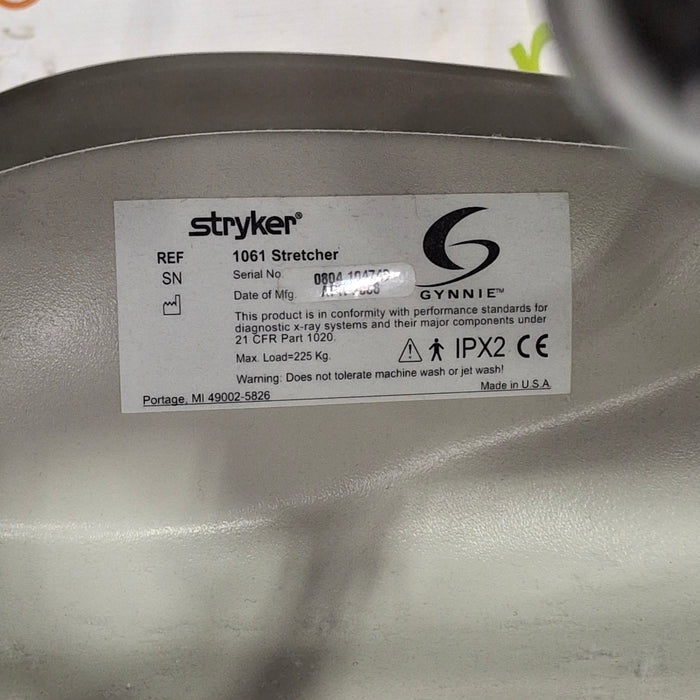 stryker®
REF 1061 Stretcher
SN Serial No.
Date of Mfg.
GYNNIE™
This product is in conformity with performance standards for
diagnostic x-ray systems and their major components under
21 CFR Part 1020.
Max. Load=225 Kg.
IPX2 CE
Warning: Does not tolerate machine wash or jet wash!
Portage, MI 49002-5826
Made in U.S.A